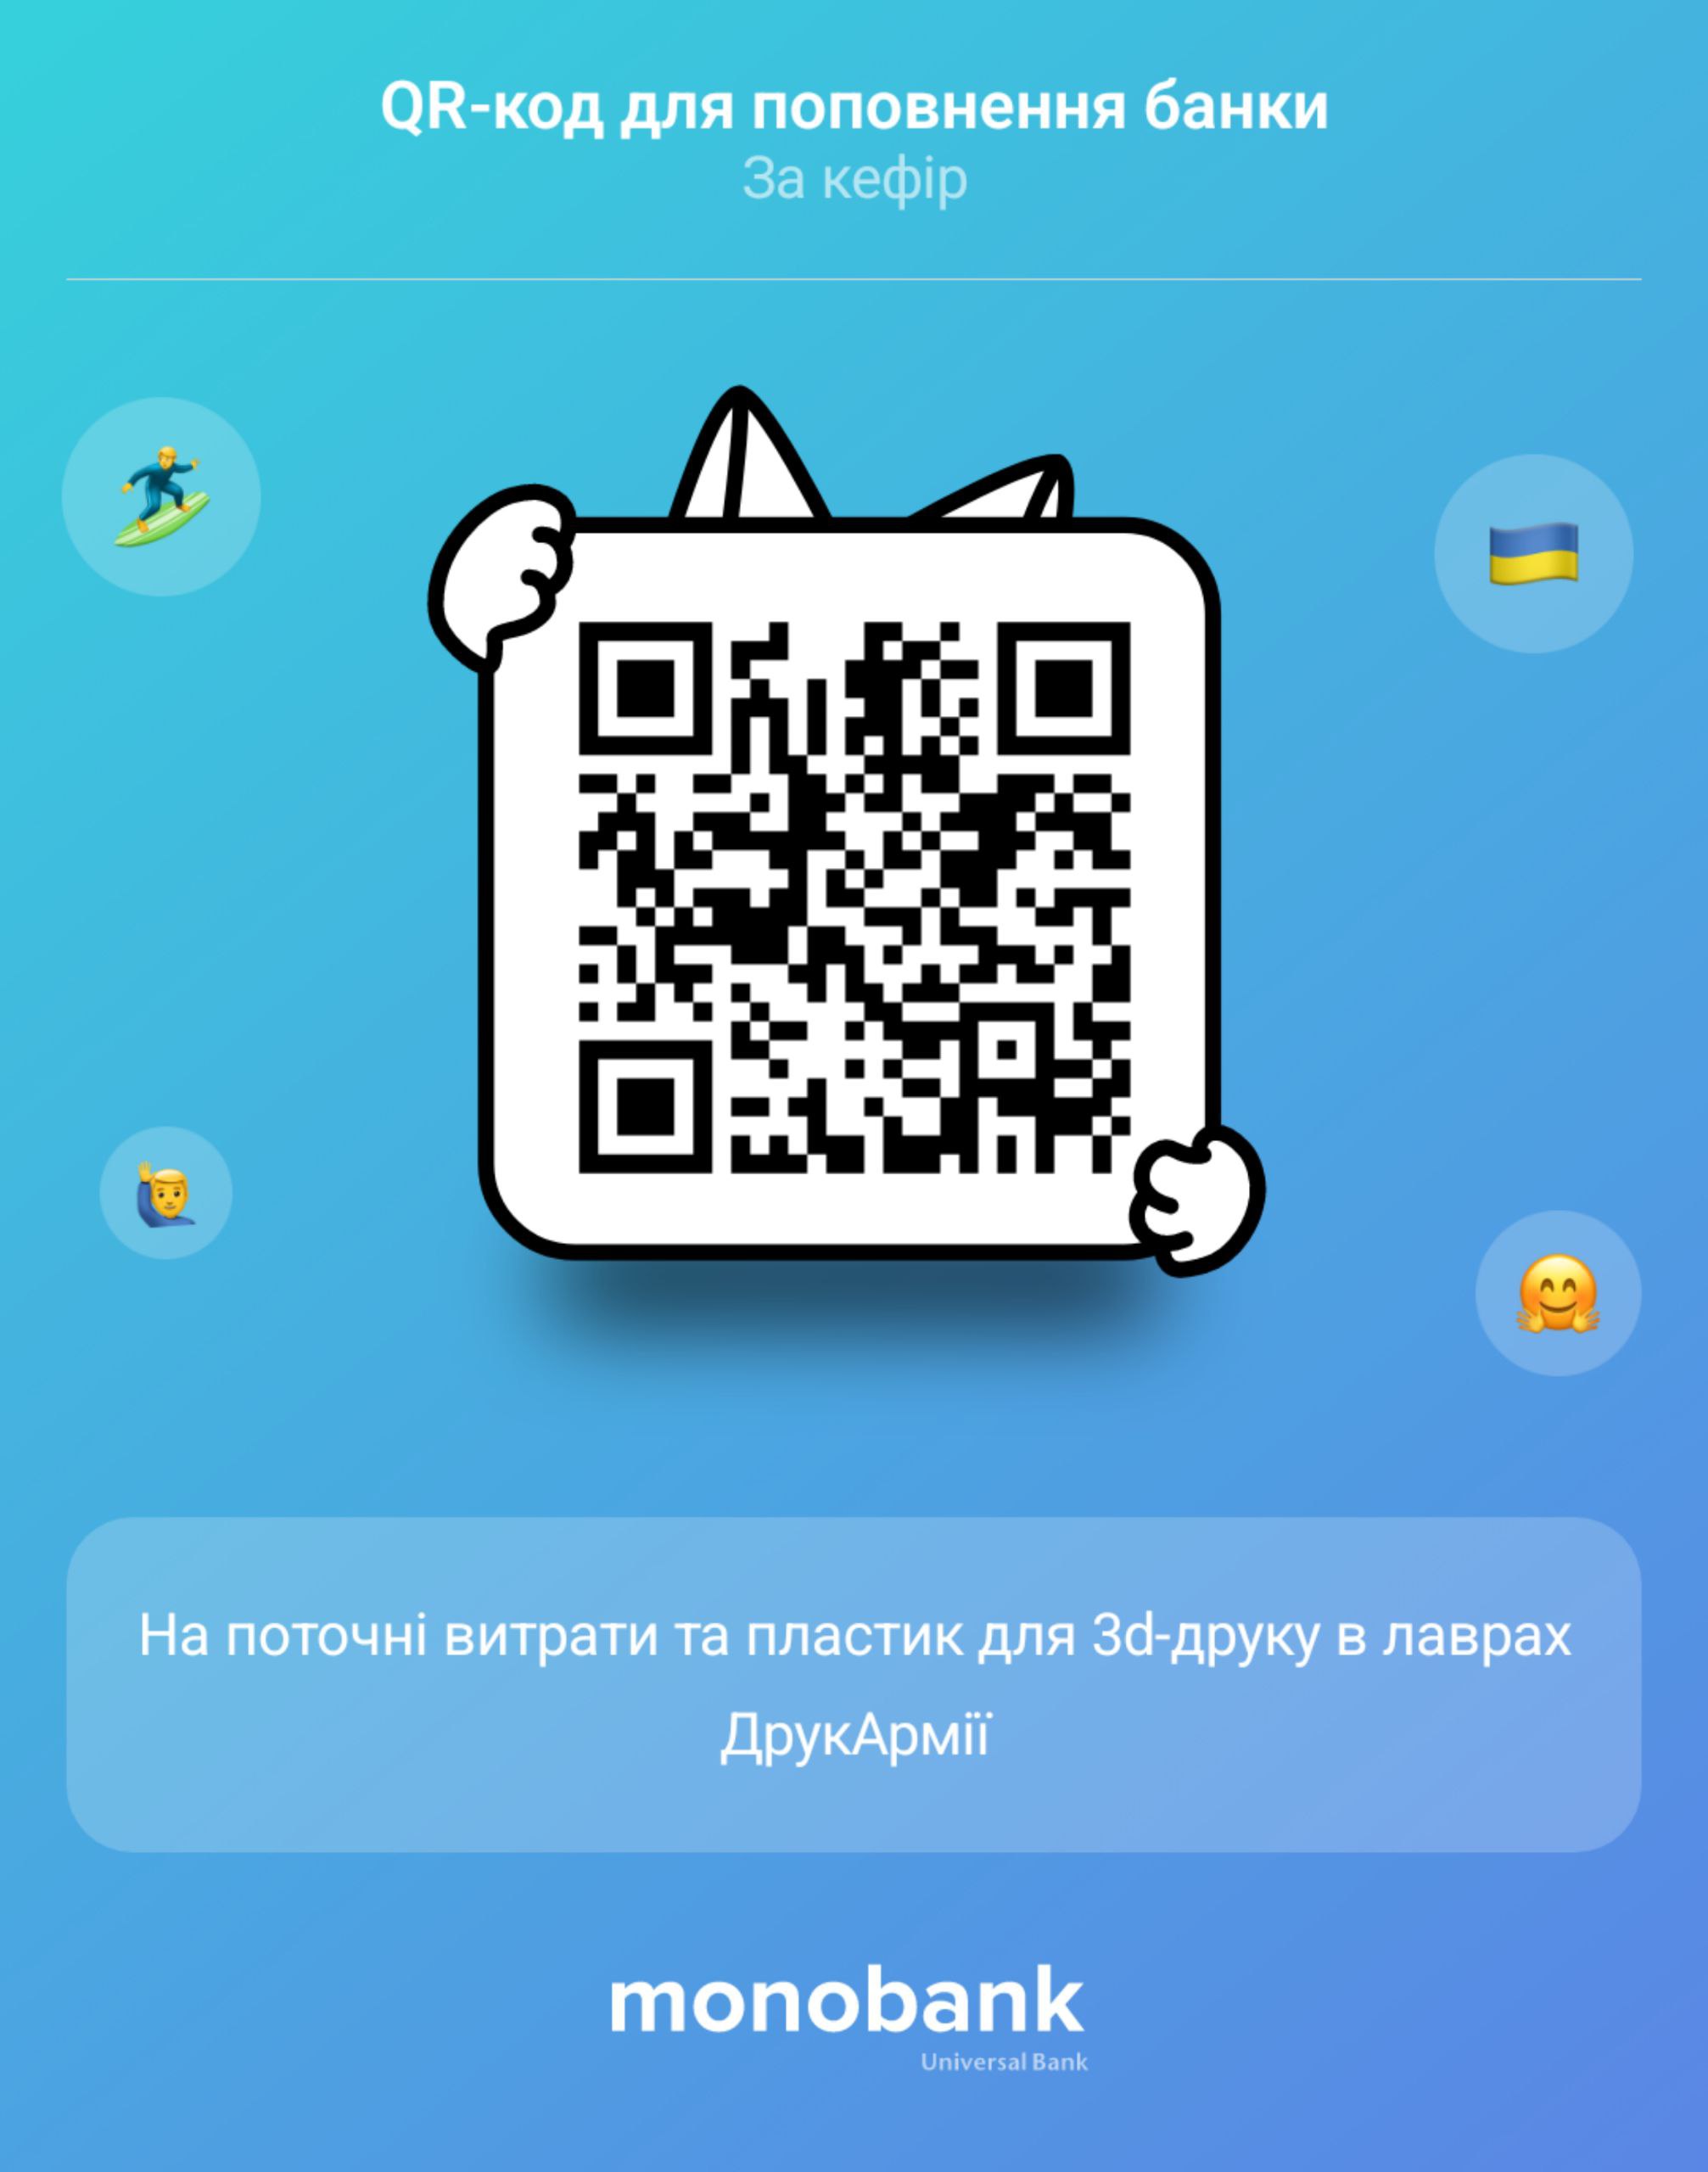 QR-код для поповнення банки
За кефір
На поточні витрати та пластик для 3d-друку в лаврах
ДрукАрмії
monobank
Universal Bank